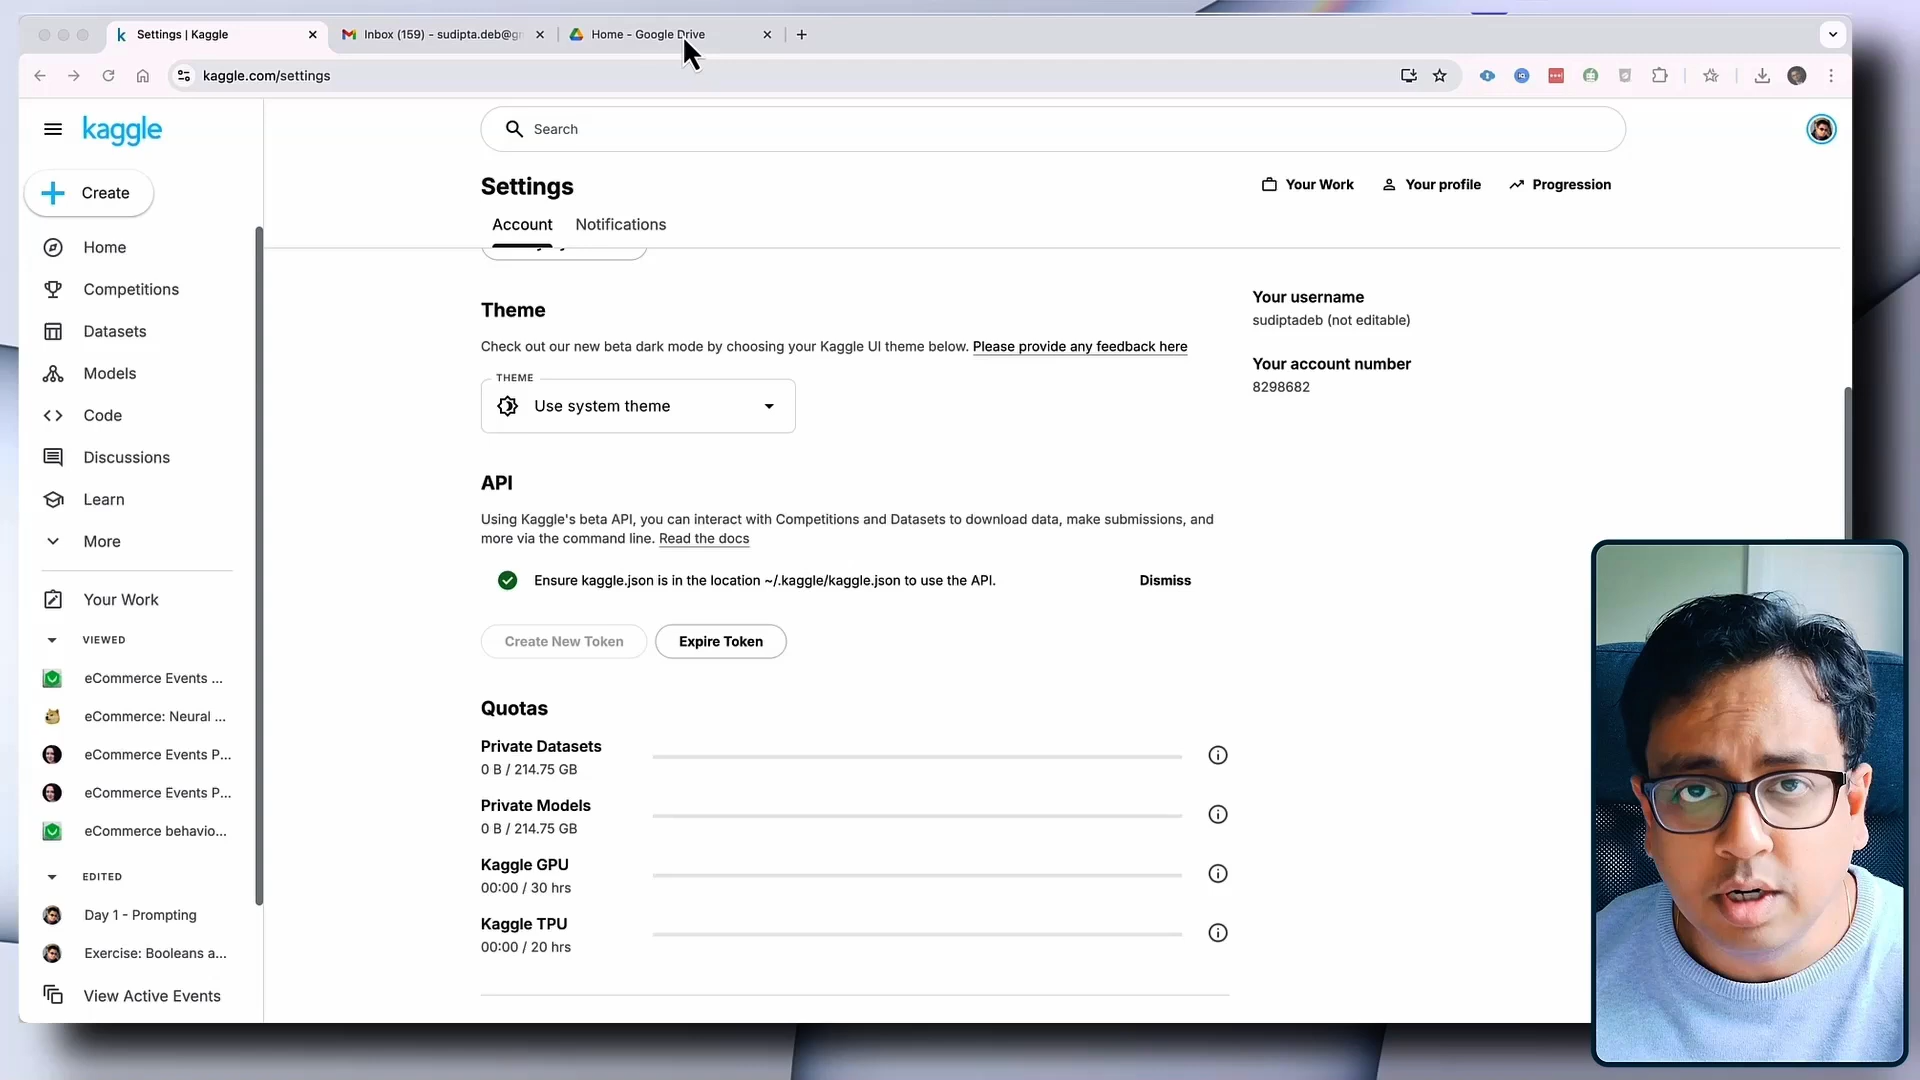 Settings | Kaggle
Inbox (159) - sudipta.deb@g
Home - Google Drive
kaggle.com/settings
kaggle
Search
Create
Settings
Your Work
Your profile
Progression
Account
Notifications
Home
Competitions
Datasets
Models
Code
Discussions
Learn
More
Your Work
VIEWED
eCommerce Events ...
eCommerce: Neural ...
eCommerce Events P...
eCommerce Events P...
eCommerce behavio...
EDITED
Day 1 - Prompting
Exercise: Booleans a...
View Active Events
Theme
Check out our new beta dark mode by choosing your Kaggle UI theme below. Please provide any feedback here
THEME
Use system theme
API
Using Kaggle's beta API, you can interact with Competitions and Datasets to download data, make submissions, and
more via the command line. Read the docs
Ensure kaggle.json is in the location ~/.kaggle/kaggle.json to use the API.
Dismiss
Create New Token
Expire Token
Quotas
Private Datasets
0 B / 214.75 GB
Private Models
0 B / 214.75 GB
Kaggle GPU
00:00 / 30 hrs
Kaggle TPU
00:00 / 20 hrs
Your username
sudiptadeb (not editable)
Your account number
8298682